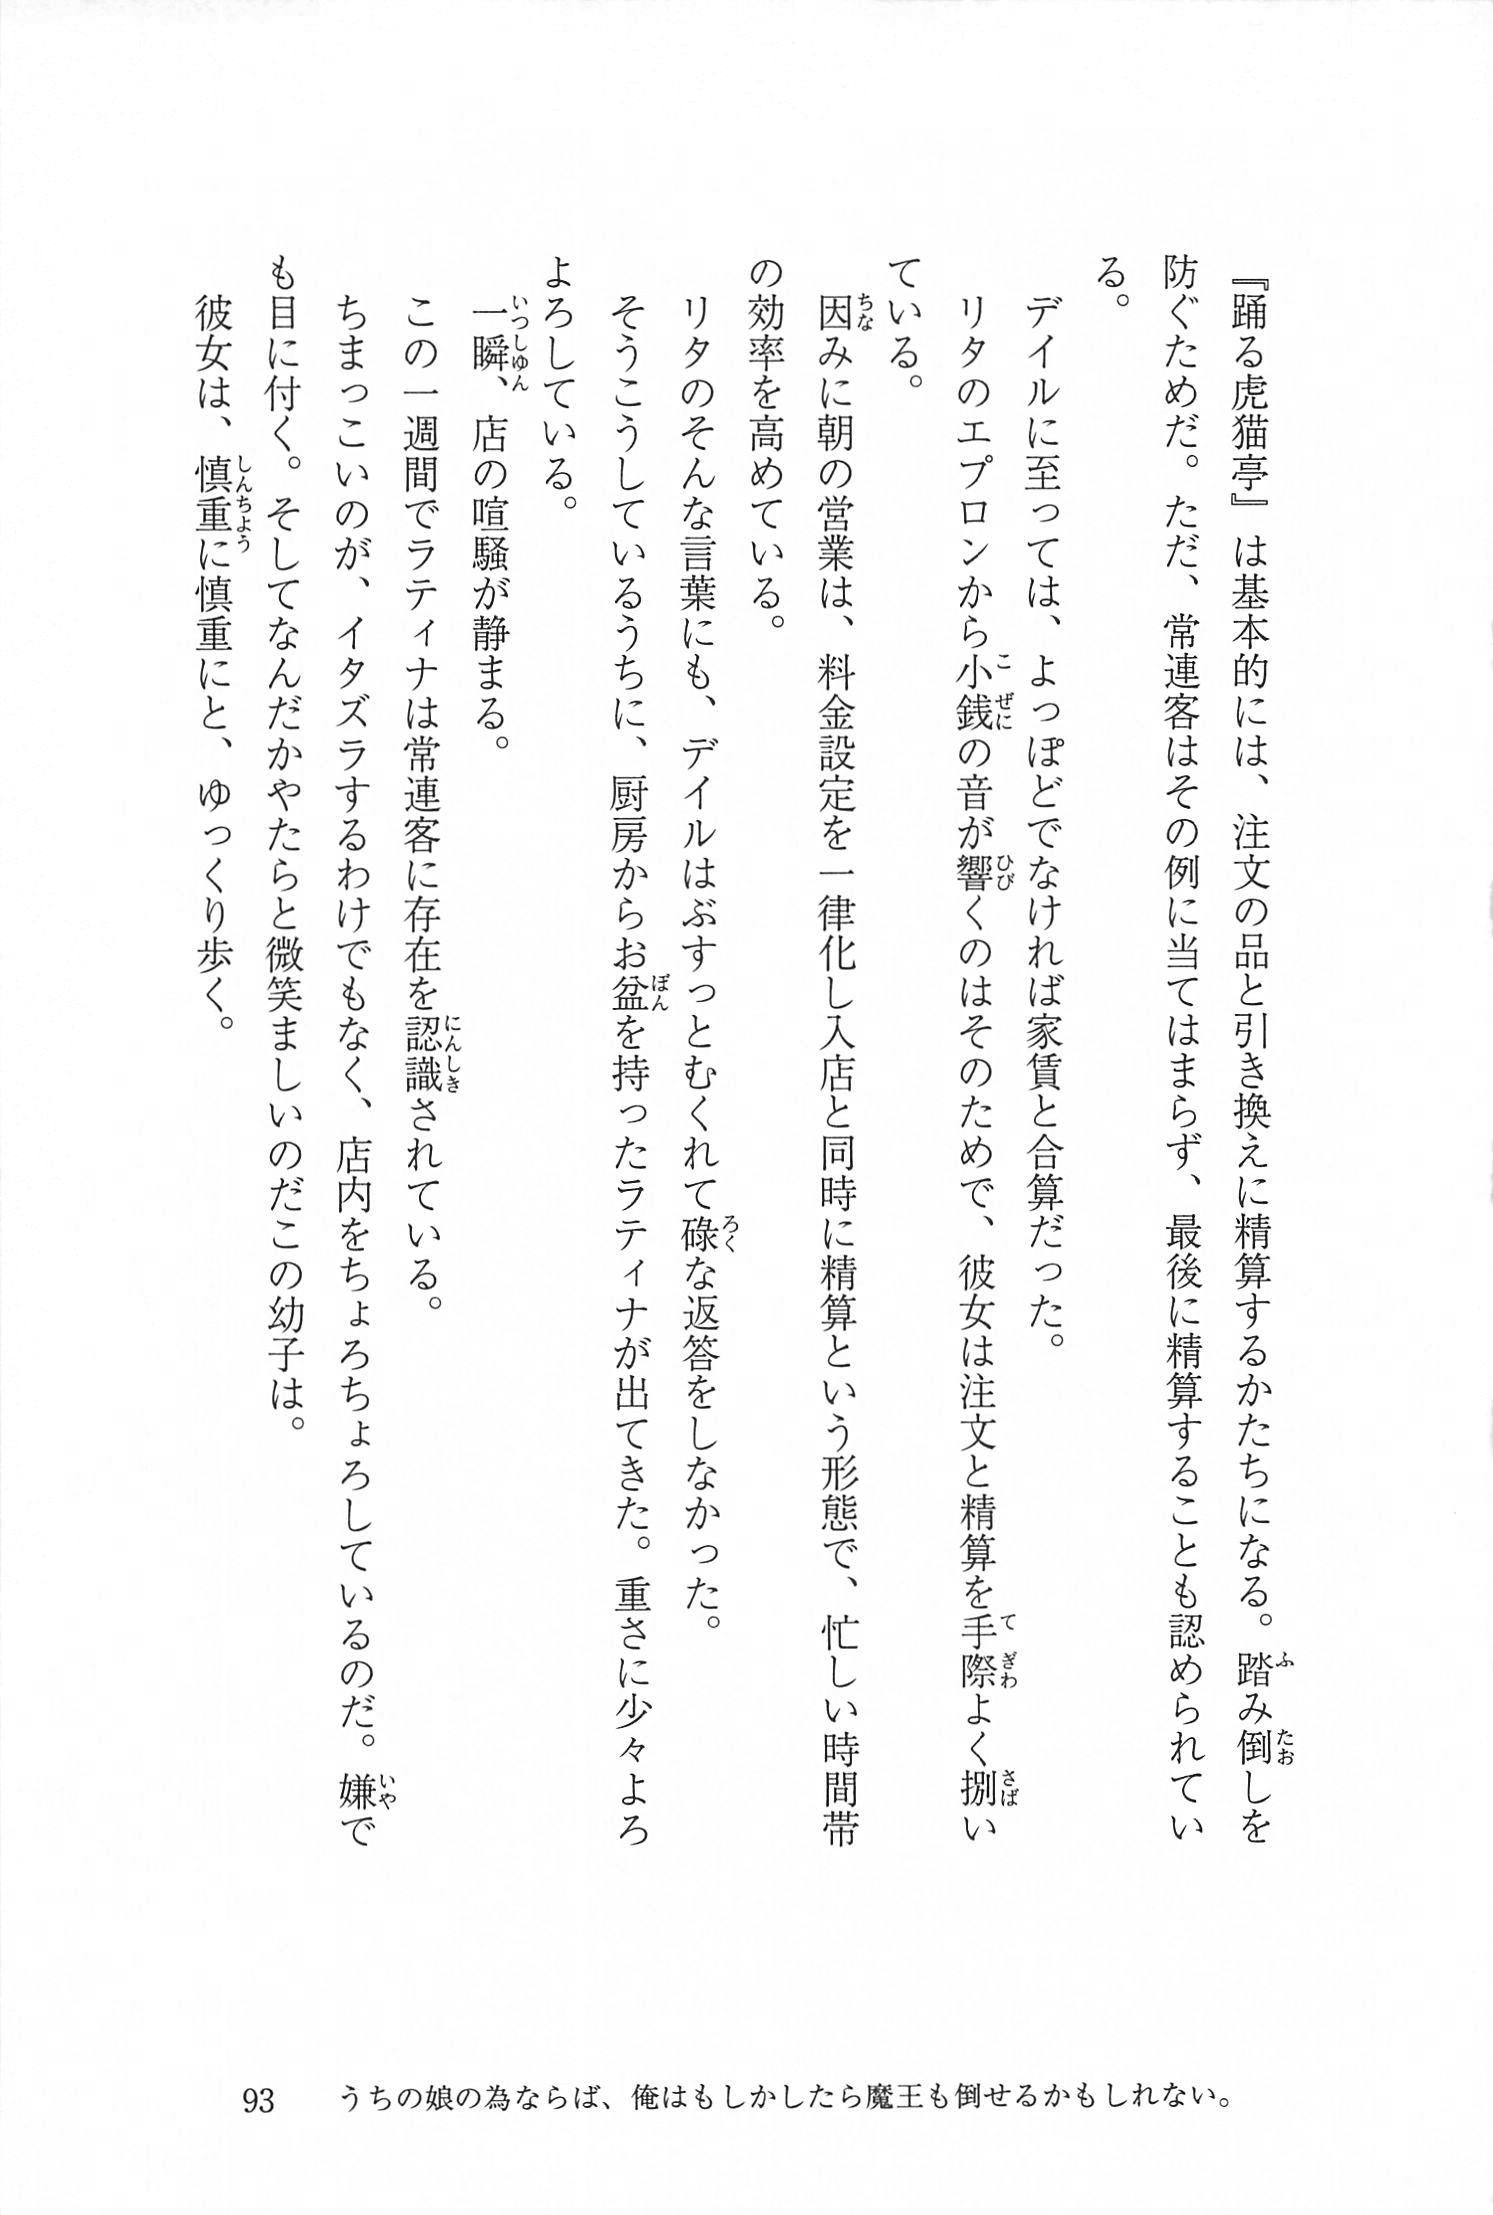 『踊る虎猫亭』は基本的には、注文の品と引き換えに精算するかたちになる。踏み倒しを
防ぐためだ。ただ、常連客はその例に当てはまらず、最後に精算することも認められてい
る。
デイルに至っては、よっぽどでなければ家賃と合算だった。
リタのエプロンから小銭の音が響くのはそのためで、彼女は注文と精算を手際よく捌い
ている。
因みに朝の営業は、料金設定を一律化し入店と同時に精算という形態で、忙しい時間帯
の効率を高めている。
リタのそんな言葉にも、デイルはぶすっとむくれて碌な返答をしなかった。
そうこうしているうちに、厨房からお盆を持ったラティナが出てきた。重さに少々よろ
よろしている。
一瞬、店の喧騒が静まる。
この一週間でラティナは常連客に存在を認識されている。
ちまっこいのが、イタズラするわけでもなく、店内をちょろちょろしているのだ。嫌で
も目に付く。そしてなんだかやたらと微笑ましいのだこの幼子は。
彼女は、慎重に慎重にと、ゆっくり歩く。
93 うちの娘の為ならば、俺はもしかしたら魔王も倒せるかもしれない。